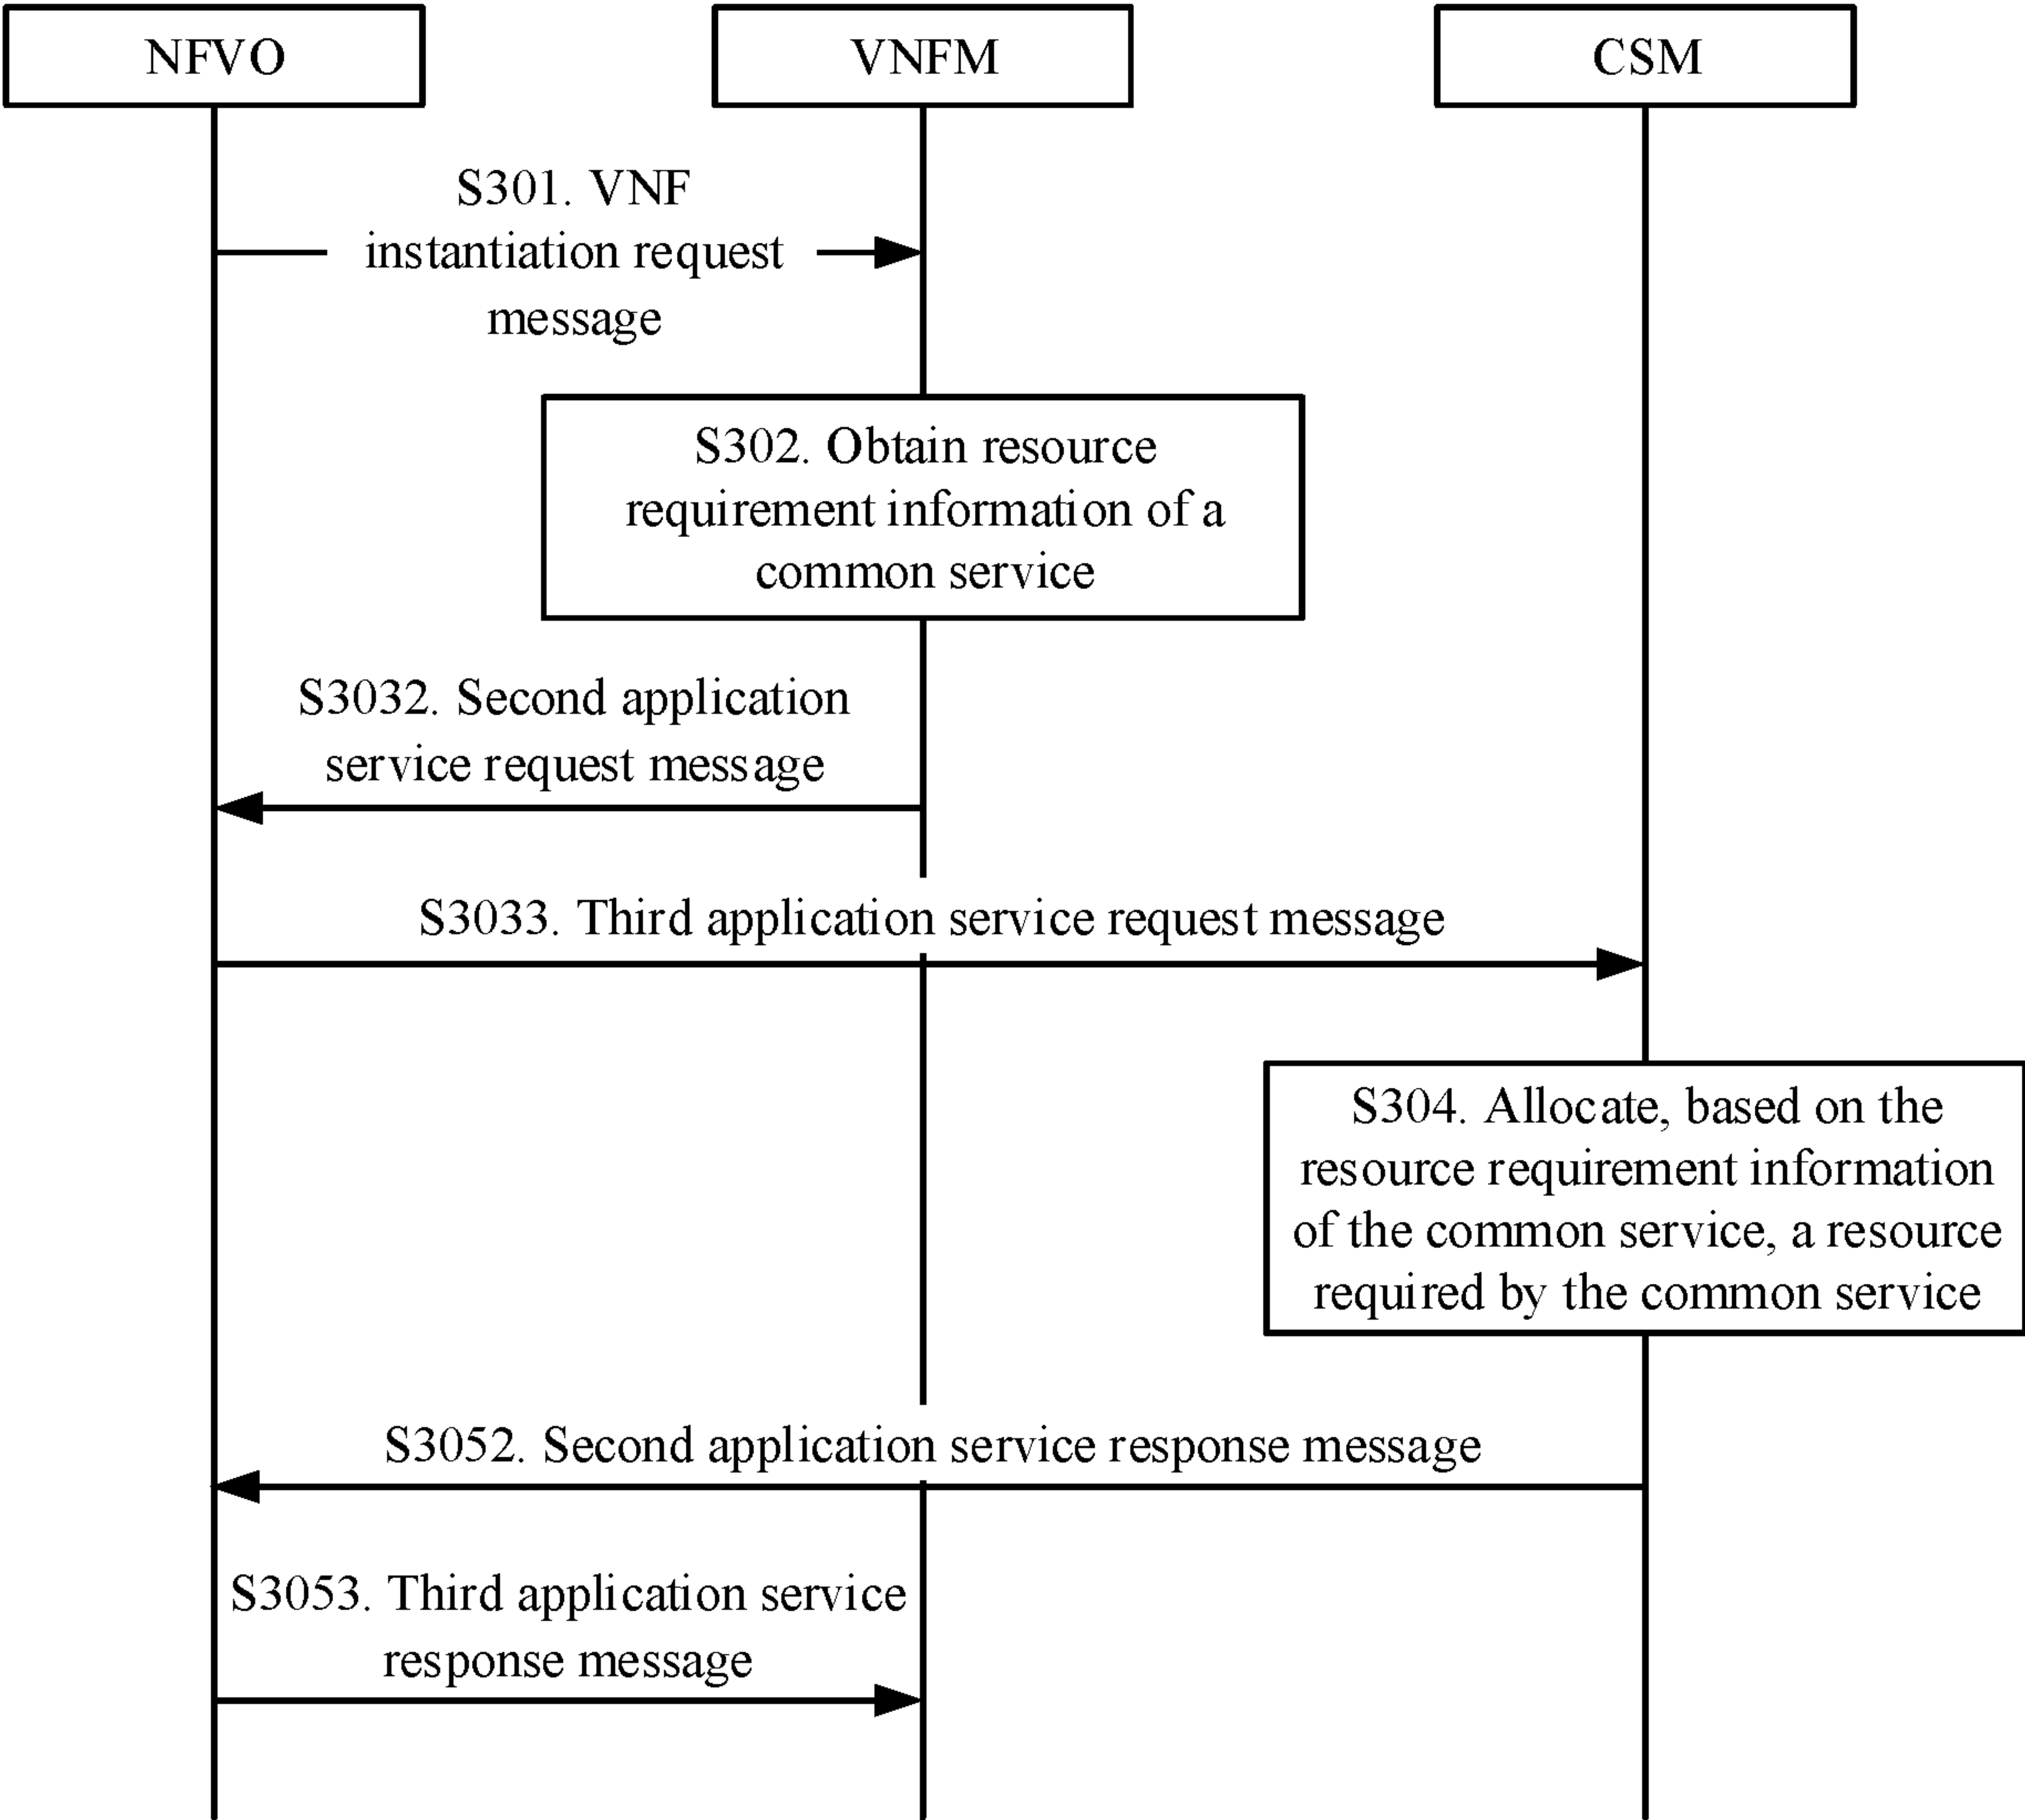 NFVO
VNFM
CSM
S301. VNF
instantiation request
message
S302. Obtain resource
requirement information of a
common service
S3032. Second application
service request message
S3033. Third application service request message
S304. Allocate, based on the
resource requirement information
of the common service, a resource
required by the common service
S3052. Second application service response message
S3053. Third application service
response message